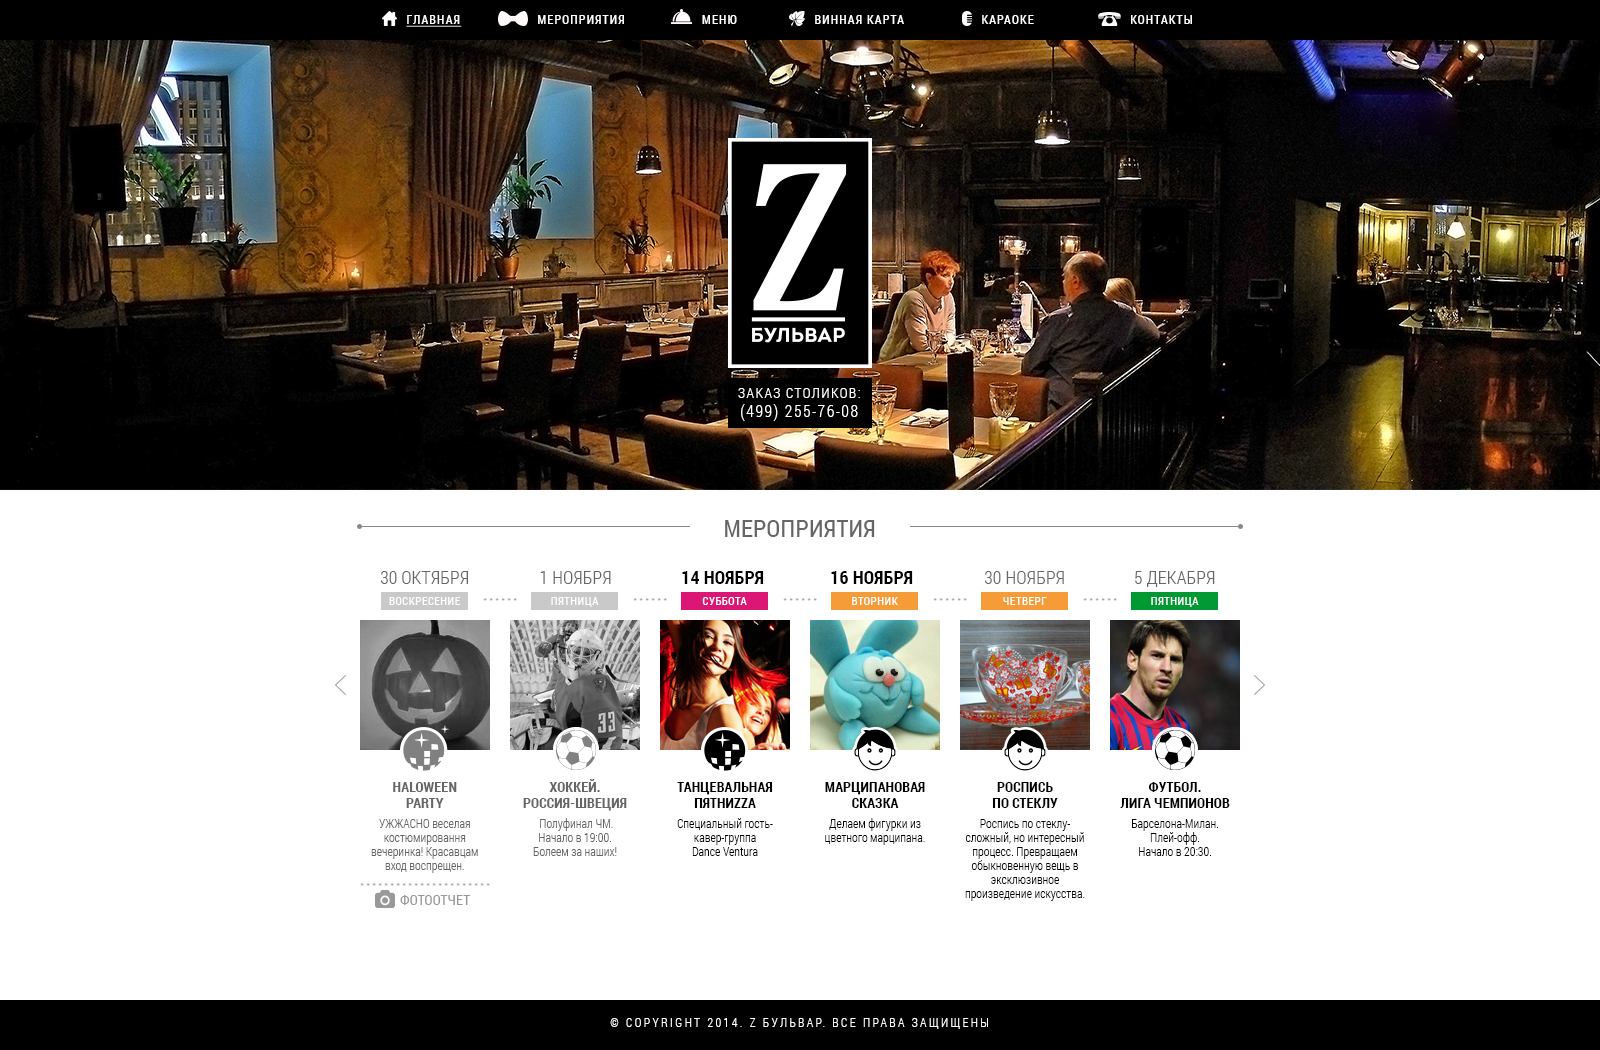 ГЛАВНАЯ
МЕРОПРИЯТИЯ
МЕНЮ
ВИННАЯ КАРТА
КАРАОКЕ
КОНТАКТЫ
Z
БУЛЬВАР
ЗАКАЗ СТОЛИКОВ:
(499) 255-76-08
МЕРОПРИЯТИЯ
30 ОКТЯБРЯ
ВОСКРЕСЕНИЕ
HALOWEEN
PARTY
УЖЖАСНО веселая
костюмирования
вечеринка! Красавцам
вход воспрещен.
ФОТООТЧЕТ
1 НОЯБРЯ
ПЯТНИЦА
33
ХОККЕЙ.
РОССИЯ-ШВЕЦИЯ
Полуфинал ЧМ.
Начало в 19:00.
Болеем за наших!
14 НОЯБРЯ
СУББОТА
ТАНЦЕВАЛЬНАЯ
ПЯТНИZZA
Специальный гость-
кавер-группа
Dance Ventura
16 НОЯБРЯ
ВТОРНИК
МАРЦИПАНОВАЯ
СКАЗКА
Делаем фигурки из
цветного марципана.
30 НОЯБРЯ
ЧЕТВЕРГ
РОСПИСЬ
ПО СТЕКЛУ
Роспись по стеклу-
сложный, но интересный
процесс. Превращаем
обыкновенную вещь в
эксклюзивное
произведение искусства.
5 ДЕКАБРЯ
ПЯТНИЦА
ФУТБОЛ.
ЛИГА ЧЕМПИОНОВ
Барселона-Милан.
Плей-офф.
Начало в 20:30.
© COPYRIGHT 2014. Z БУЛЬВАР. ВСЕ ПРАВА ЗАЩИЩЕНЫ